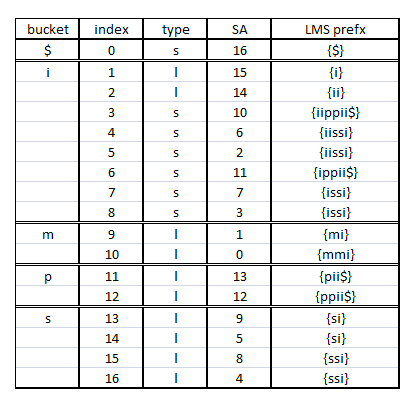 bucket index type SA LMS prefx
$ 0 s 16 {$}
i 1 l 15 {i}
2 l 14 {ii}
3 s 10 {iippii$}
4 s 6 {iissi}
5 s 2 {iissi}
6 s 11 {ippii$}
7 s 7 {issi}
8 s 3 {issi}
m 9 l 1 {mi}
10 l 0 {mmi}
p 11 l 13 {pii$}
12 l 12 {ppii$}
s 13 l 9 {si}
14 l 5 {si}
15 l 8 {ssi}
16 l 4 {ssi}